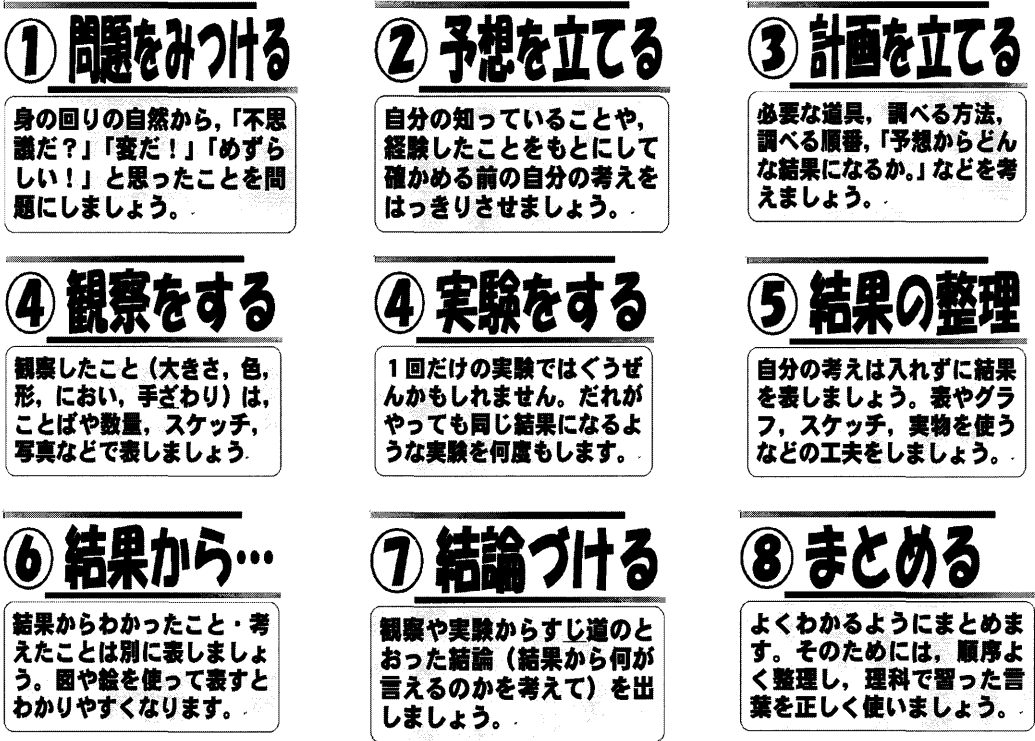 ① 問題をみつける
身の回りの自然から,「不思
議だ？」「変だ！」「めずら
しい！」と思ったことを問
題にしましょう。
② 予想を立てる
自分の知っていることや,
経験したことをもとにして
確かめる前の自分の考えを
はっきりさせましょう。
③ 計画を立てる
必要な道具，調べる方法，
調べる順番,「予想からどん
な結果になるか。」などを考
えましょう。
④ 観察をする
観察したこと（大きさ，色，
形，におい，手ざわり）は，
ことばや数量，スケッチ，
写真などで表しましょう
④ 実験をする
１回だけの実験ではぐうぜ
んかもしれません。だれが
やっても同じ結果になるよ
うな実験を何度もします。
⑤ 結果の整理
自分の考えは入れずに結果
を表しましょう。表やグラ
フ，スケッチ，実物を使う
などの工夫をしましょう。
⑥ 結果から…
結果からわかったこと・考
えたことは別に表しましょ
う。図や絵を使って表すと
わかりやすくなります。
⑦ 結論づける
観察や実験からすじ道のと
おった結論（結果から何が
言えるのかを考えて）を出
しましょう。
⑧ まとめる
よくわかるようにまとめま
す。そのためには，順序よ
く整理し，理科で習った言
葉を正しく使いましょう。